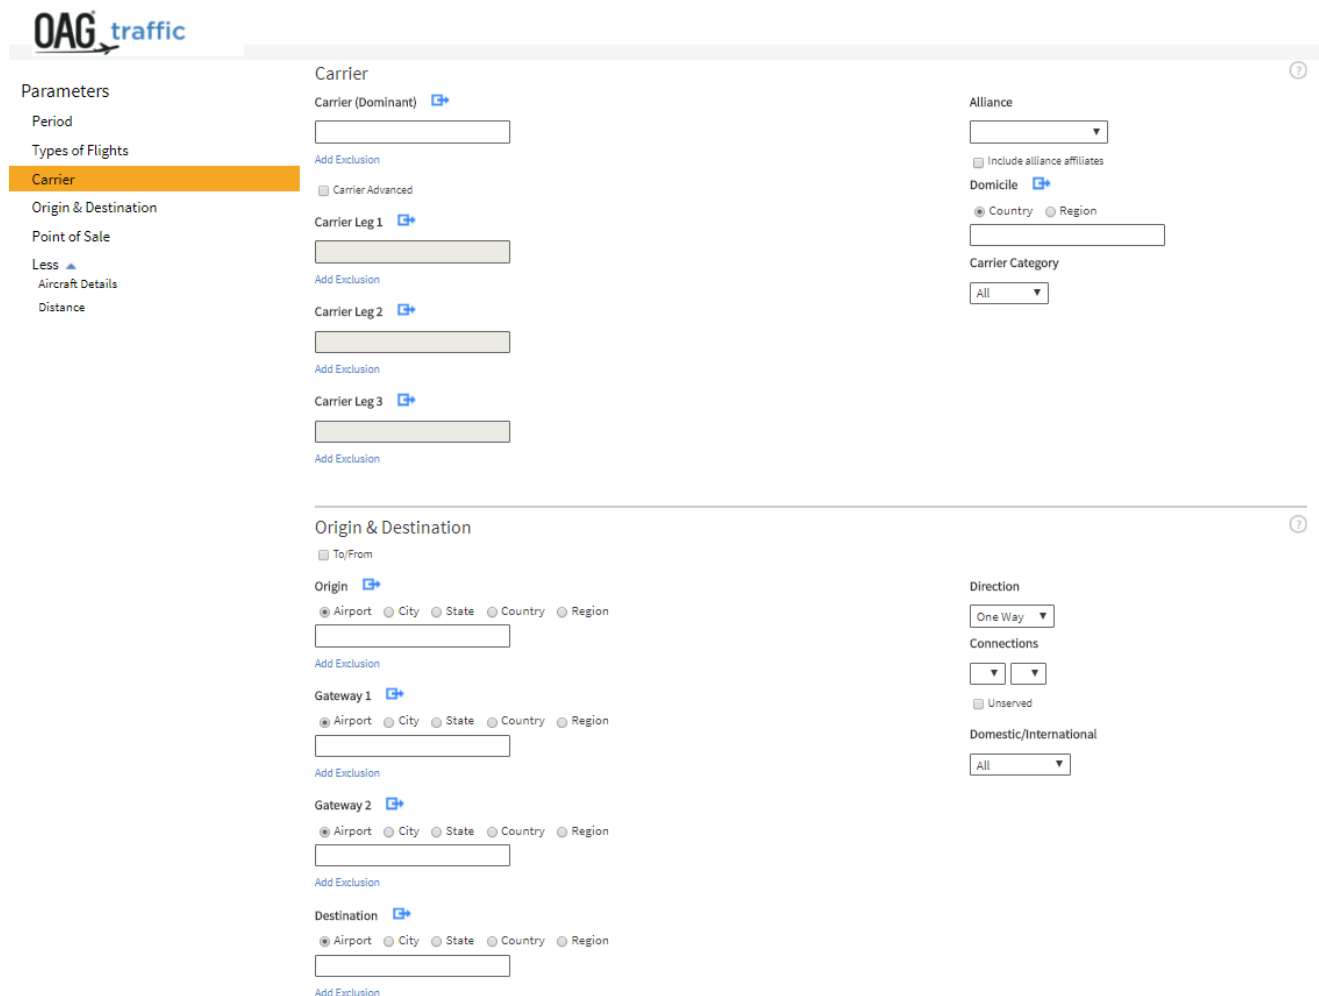 OAG traffic
Parameters
Period
Types of Flights
Carrier
Origin & Destination
Point of Sale
Less
Aircraft Details
Distance
Carrier
?
Carrier (Dominant)
Add Exclusion
Carrier Advanced
Carrier Leg 1
Add Exclusion
Carrier Leg 2
Add Exclusion
Carrier Leg 3
Add Exclusion
Alliance
Include alliance affiliates
Domicile
Country Region
Carrier Category
All
Origin & Destination
?
To/From
Origin
Airport City State Country Region
Add Exclusion
Gateway 1
Airport City State Country Region
Add Exclusion
Gateway 2
Airport City State Country Region
Add Exclusion
Destination
Airport City State Country Region
Add Exclusion
Direction
One Way
Connections
Unserved
Domestic/International
All